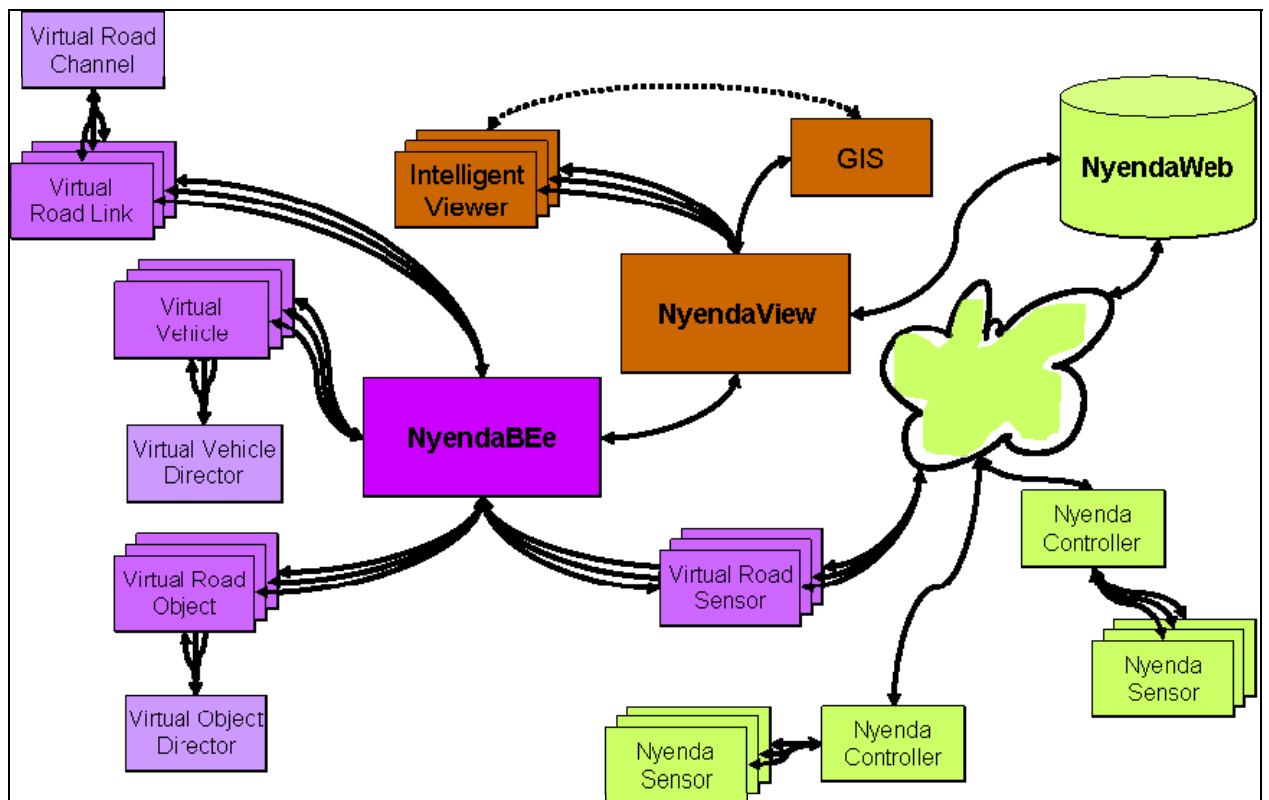 Virtual Road
Channel
Virtual
Road Link
Intelligent
Viewer
GIS
NyendaWeb
Virtual
Vehicle
NyendaView
Virtual Vehicle
Director
NyendaBEe
Virtual Road
Object
Virtual Road
Sensor
Nyenda
Controller
Nyenda
Sensor
Virtual Object
Director
Nyenda
Sensor
Nyenda
Controller